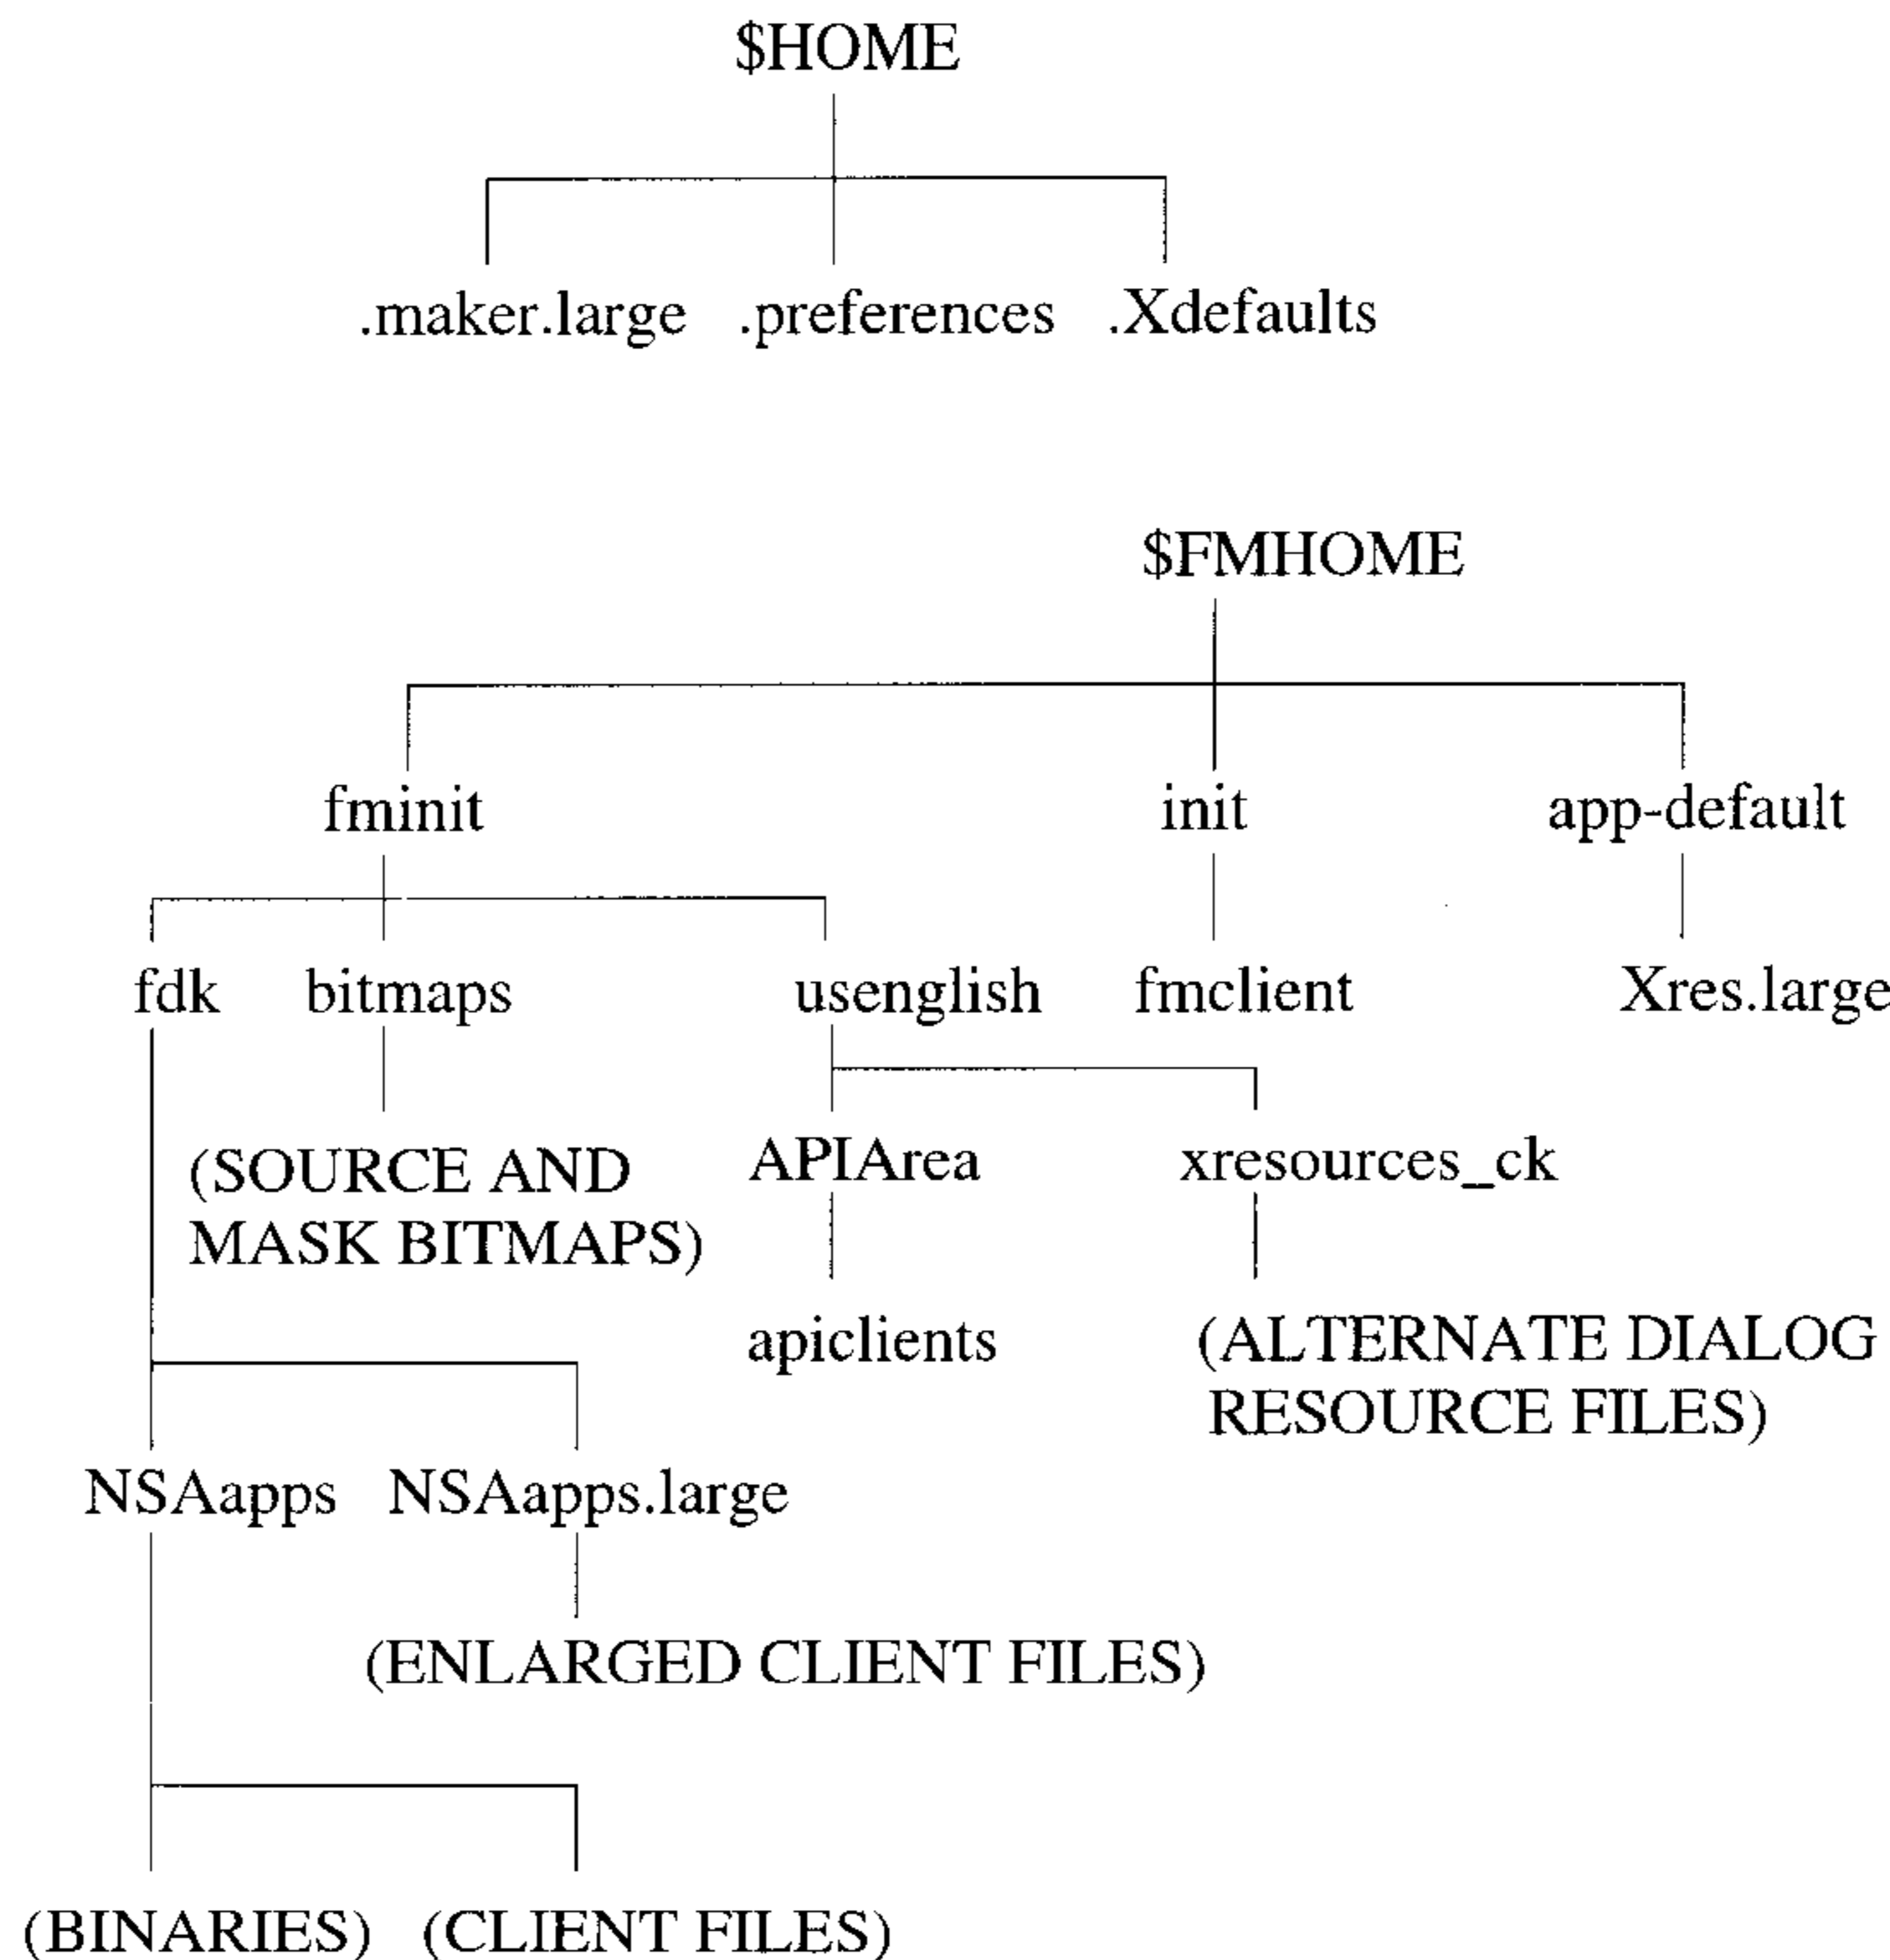 $HOME
.maker.large .preferences .Xdefaults
$FMHOME
fminit init app-default
fdk bitmaps usenglish fmclient Xres.large
(SOURCE AND
MASK BITMAPS)
APIArea xresources_ck
apiclients
(ALTERNATE DIALOG
RESOURCE FILES)
NSAapps NSAapps.large
(ENLARGED CLIENT FILES)
(BINARIES) (CLIENT FILES)